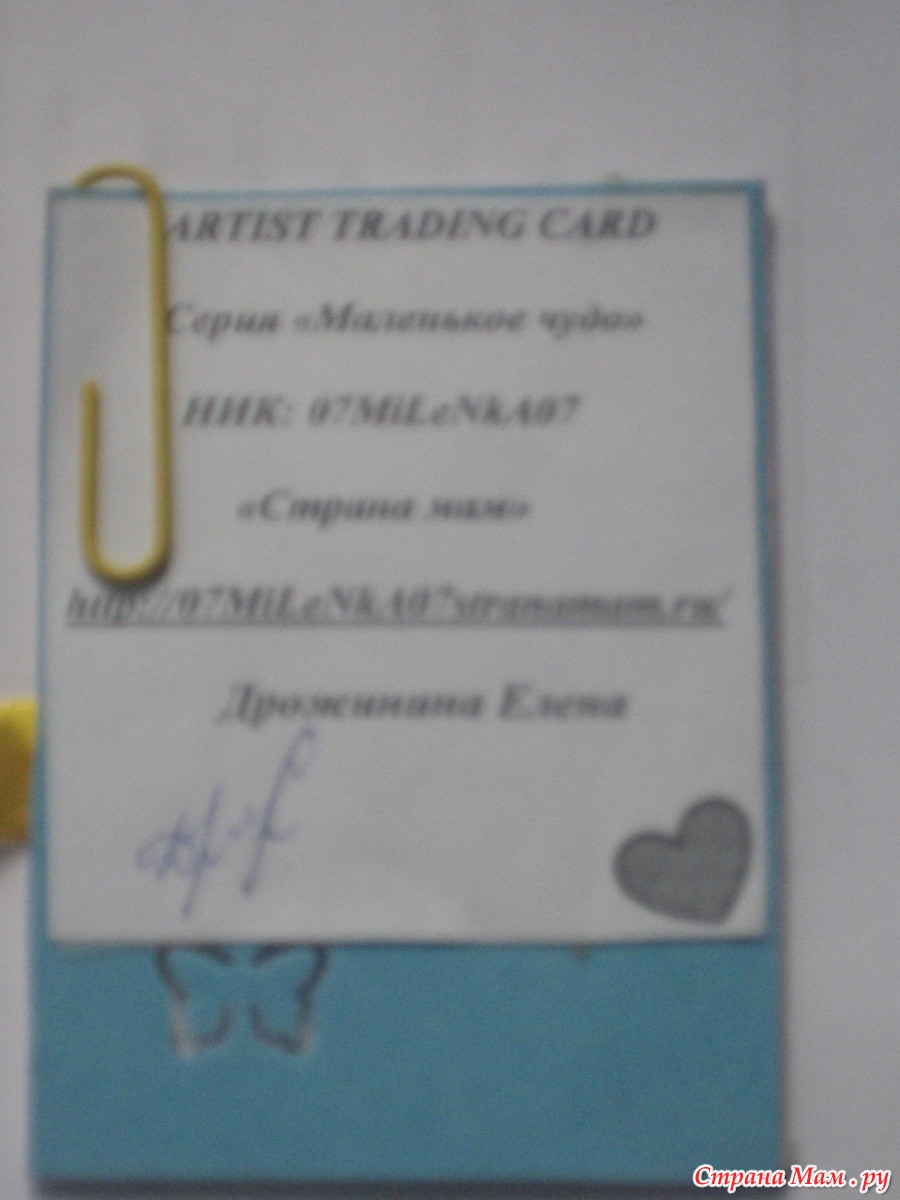 ARTIST TRADING CARD
Серия «Маленькое чудо»
НИК: 07MiLeNkA07
«Страна мам»
http://07MiLeNkA07stranamam.ru/
Дрожинина Елена
Страна Мам.ру